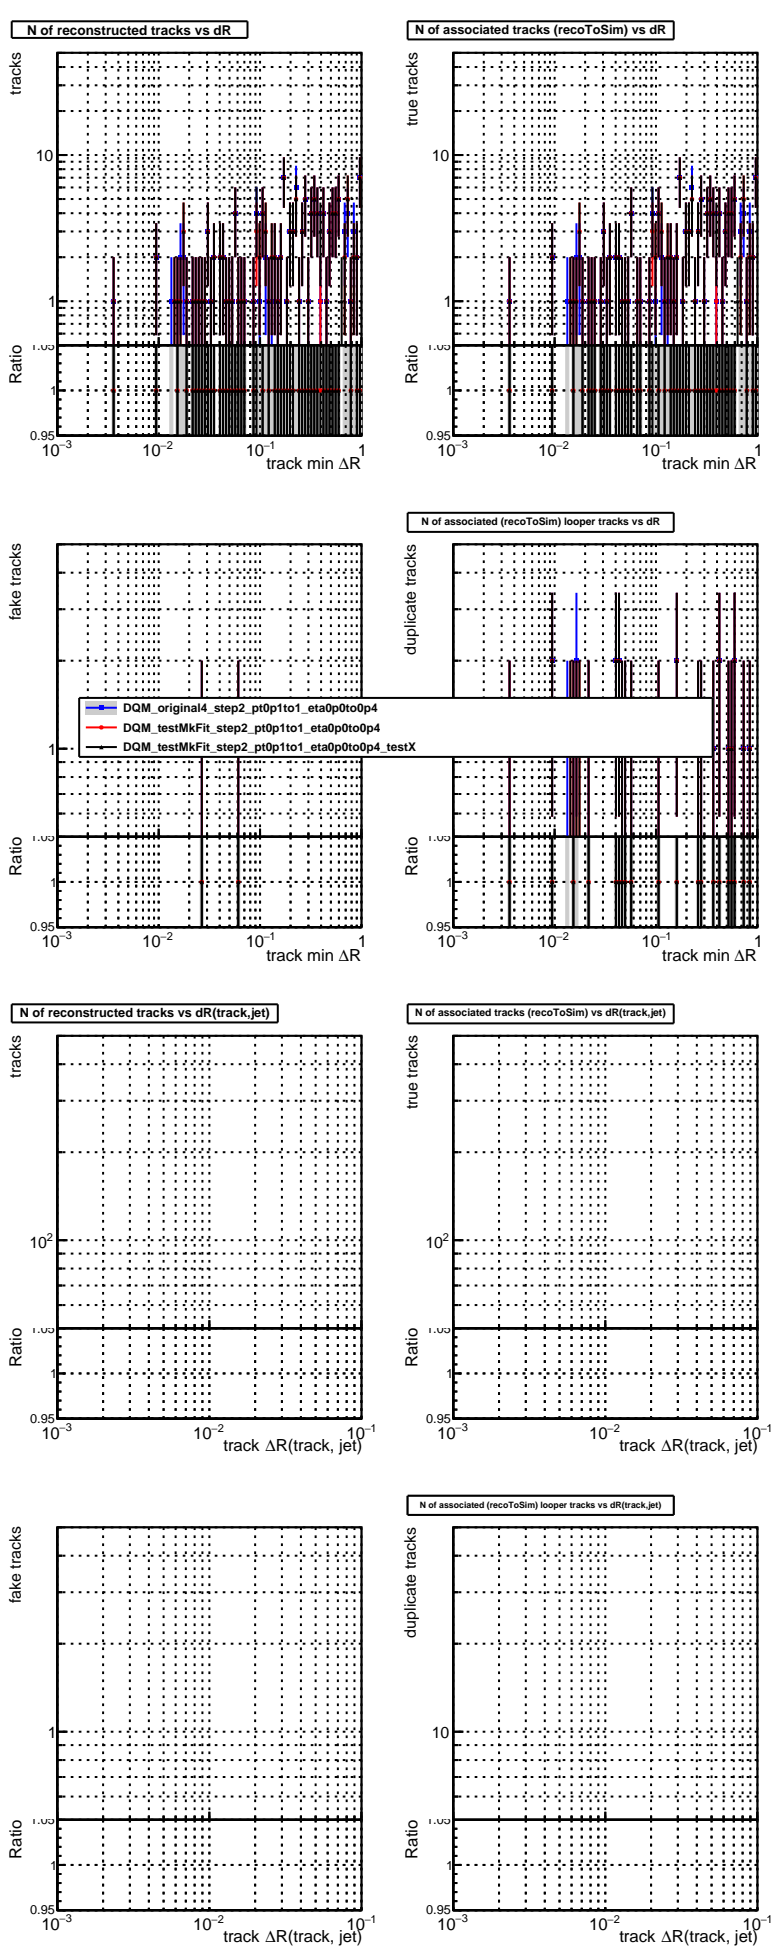 N of reconstructed tracks vs dR
N of associated tracks (recoToSim) vs dR
tracks
10
1
Ratio
1.05
1
0.95
10⁻³
10⁻²
10⁻¹
1
track min ΔR
true tracks
10
1
Ratio
1.05
1
0.95
10⁻³
10⁻²
10⁻¹
1
track min ΔR
N of associated (recoToSim) looper tracks vs dR
fake tracks
1
Ratio
1.05
1
0.95
10⁻³
10⁻²
10⁻¹
1
track min ΔR
duplicate tracks
Ratio
1.05
1
0.95
10⁻³
10⁻²
10⁻¹
1
track min ΔR
DQM_original4_step2_pt0p1to1_eta0p0to0p4
DQM_testMkFit_step2_pt0p1to1_eta0p0to0p4
DQM_testMkFit_step2_pt0p1to1_eta0p0to0p4_testX
N of reconstructed tracks vs dR(track,jet)
N of associated tracks (recoToSim) vs dR(track,jet)
tracks
10²
Ratio
1.05
1
0.95
10⁻³
10⁻²
10⁻¹
track ΔR(track, jet)
true tracks
10²
Ratio
1.05
1
0.95
10⁻³
10⁻²
10⁻¹
track ΔR(track, jet)
N of associated (recoToSim) looper tracks vs dR(track,jet)
fake tracks
1
Ratio
1.05
1
0.95
10⁻³
10⁻²
10⁻¹
track ΔR(track, jet)
duplicate tracks
10
Ratio
1.05
1
0.95
10⁻³
10⁻²
10⁻¹
track ΔR(track, jet)